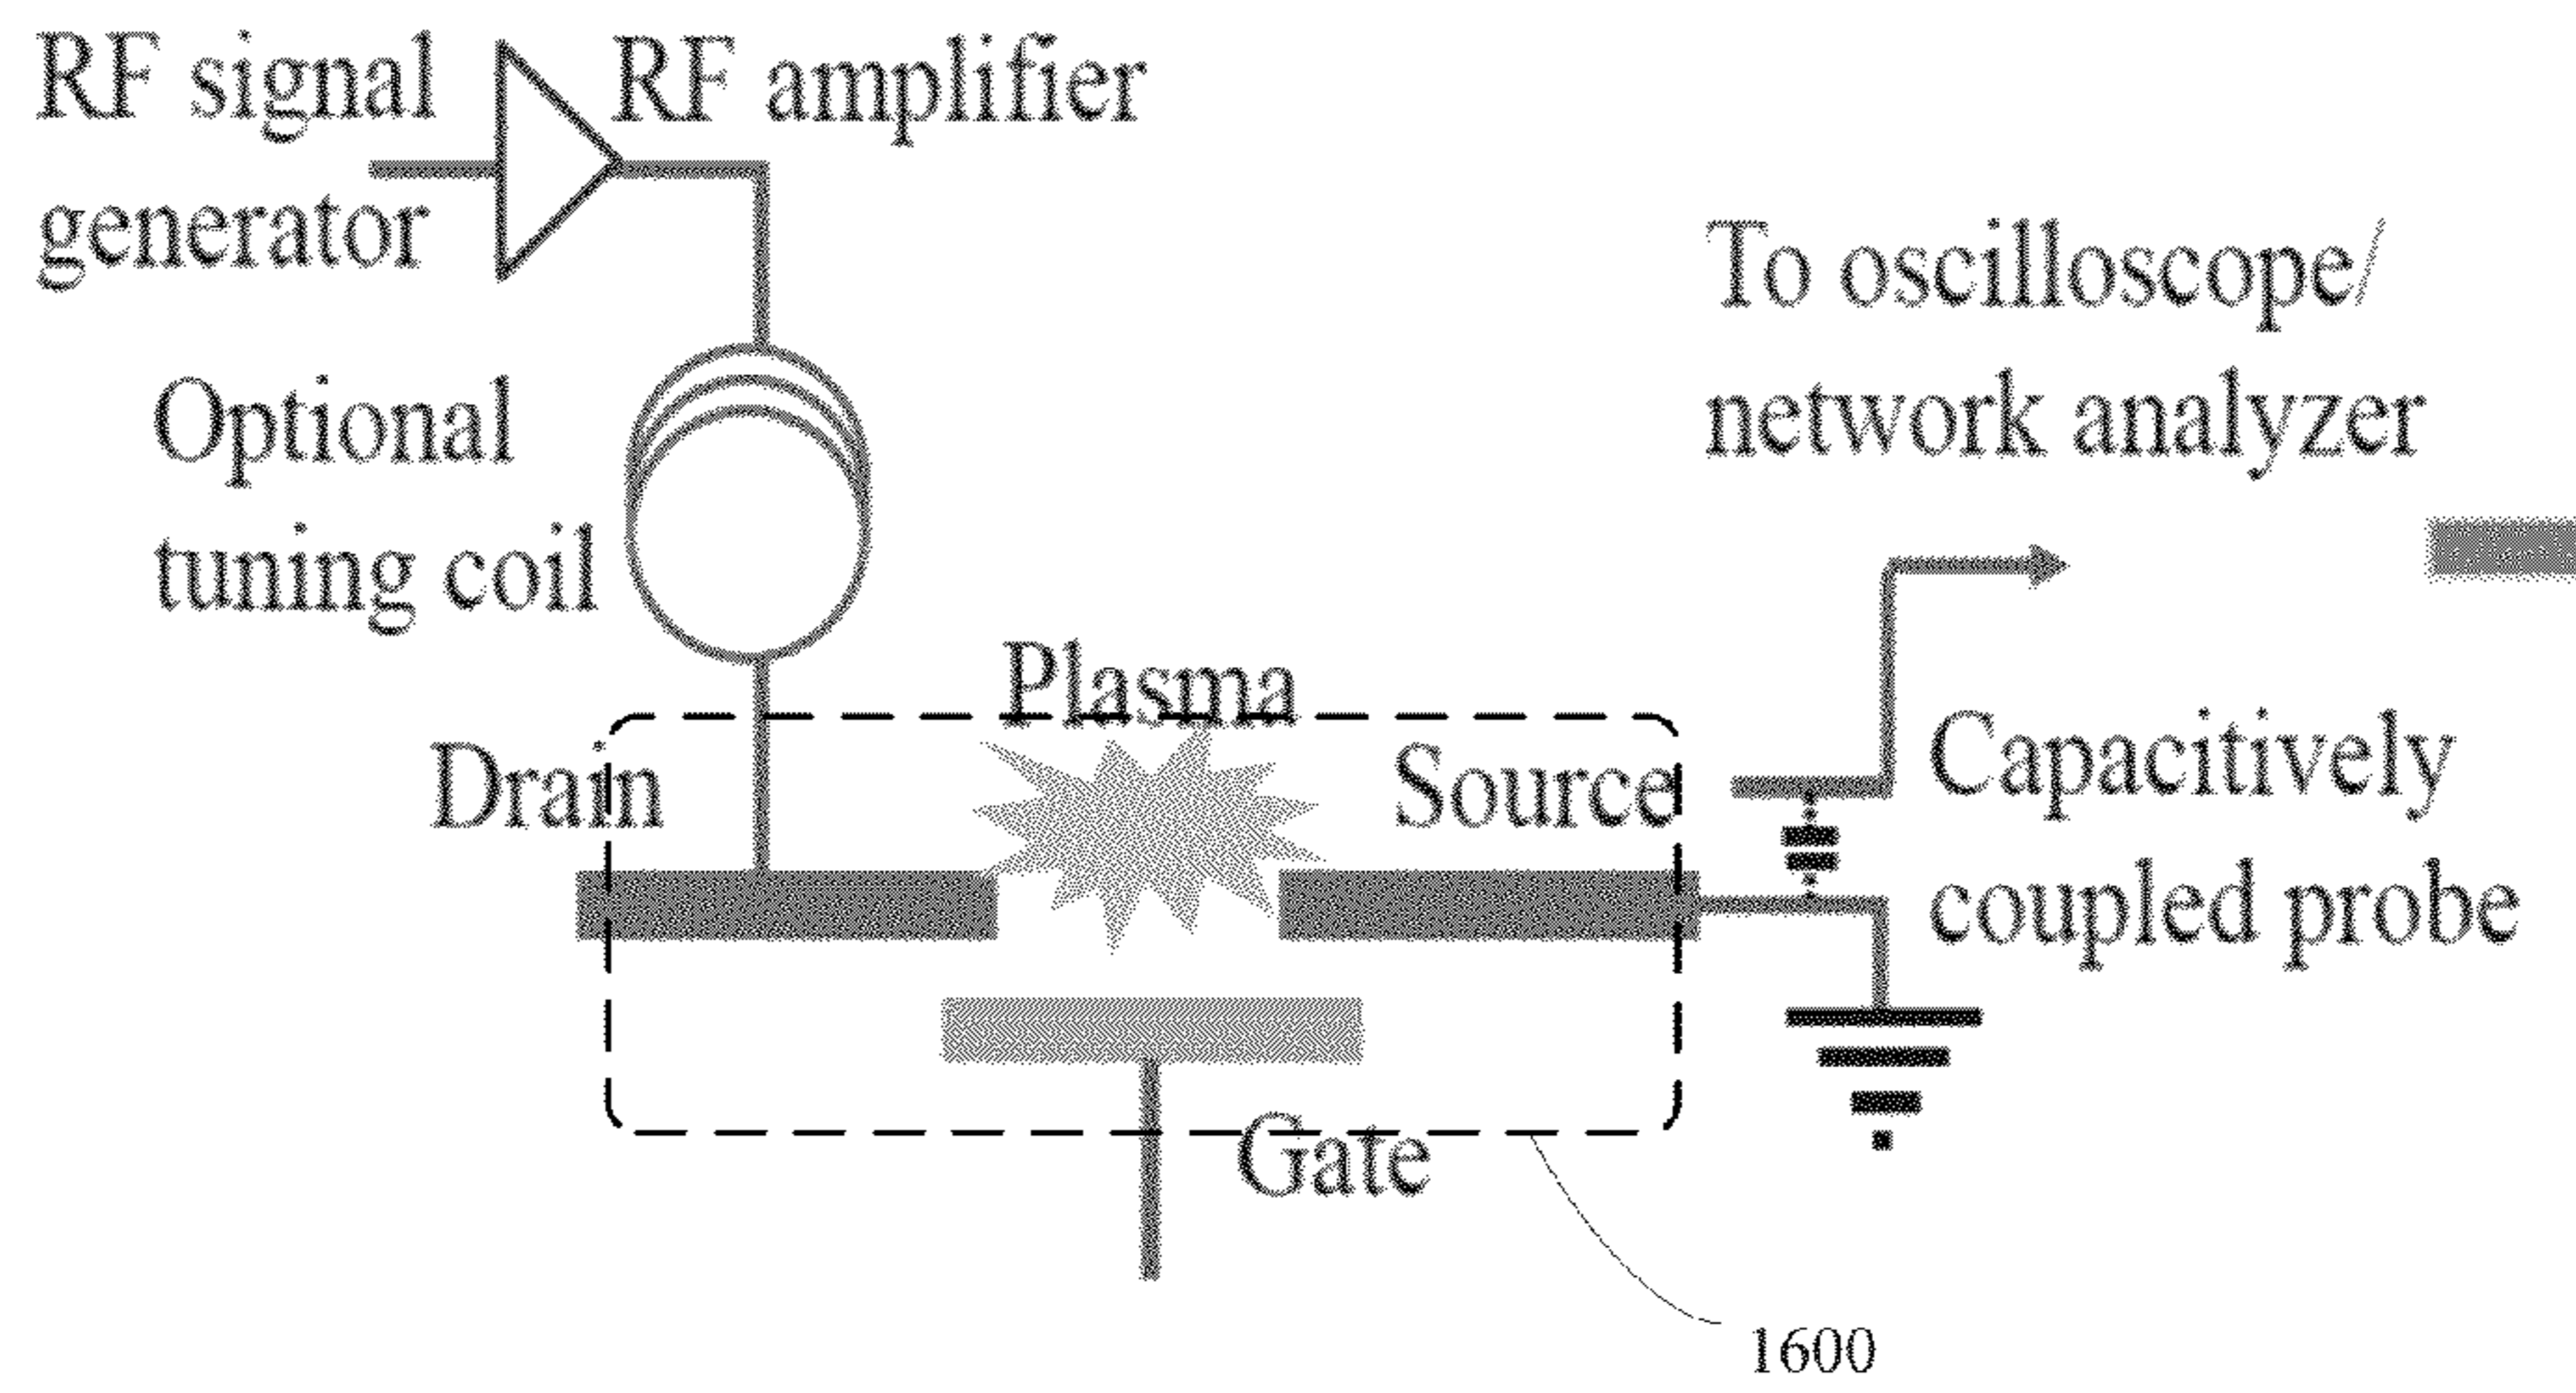 RF signal
generator
RF amplifier
Optional
tuning coil
To oscilloscope/
network analyzer
Plasma
Drain
Source
Capacitively
coupled probe
Gate
1600